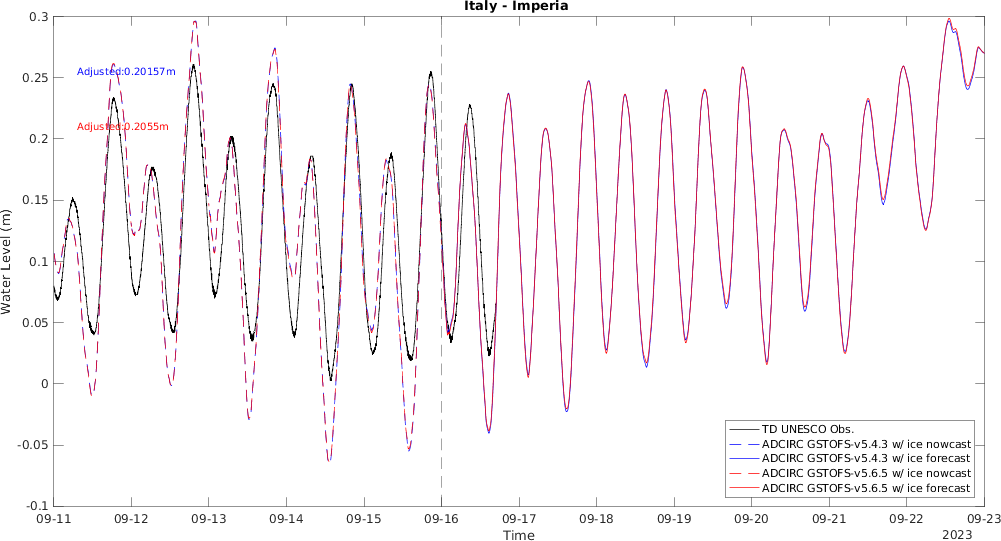 Italy - Imperia
0.3
0.25
0.2
0.15
0.1
0.05
0
-0.05
-0.1
Water Level (m)
Adjusted:0.20157m
Adjusted:0.2055m
TD UNESCO Obs.
ADCIRC GSTOFS-v5.4.3 w/ ice nowcast
ADCIRC GSTOFS-v5.4.3 w/ ice forecast
ADCIRC GSTOFS-v5.6.5 w/ ice nowcast
ADCIRC GSTOFS-v5.6.5 w/ ice forecast
09-11 09-12 09-13 09-14 09-15 09-16 09-17 09-18 09-19 09-20 09-21 09-22 09-23
Time
2023